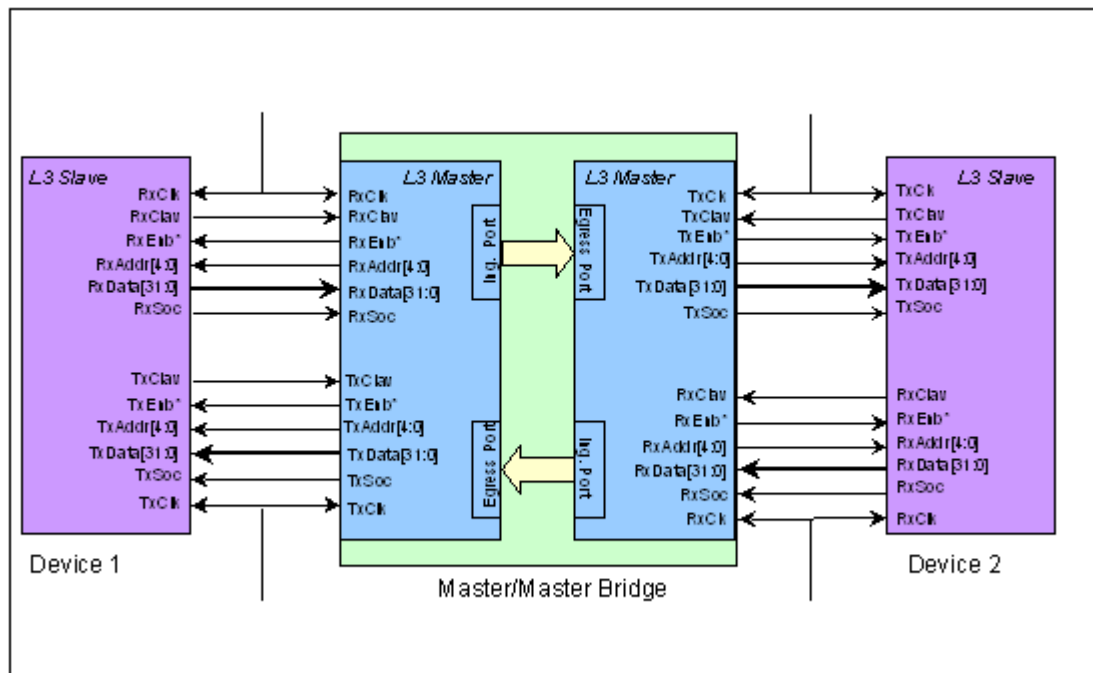 L3 Slave
RxClk
RxClav
RxEnb*
RxAddr[4:0]
RxData[31:0]
RxSoc
TxClav
TxEnb*
TxAddr[4:0]
TxData[31:0]
TxSoc
TxClk
Device 1
L3 Master
RxClk
RxClav
RxEnb*
RxAddr[4:0]
RxData[31:0]
RxSoc
Ing. Port
TxClav
TxEnb*
TxAddr[4:0]
TxData[31:0]
TxSoc
TxClk
Egress Port
L3 Master
Egress Port
TxClk
TxClav
TxEnb*
TxAddr[4:0]
TxData[31:0]
TxSoc
Ing. Port
RxClav
RxEnb*
RxAddr[4:0]
RxData[31:0]
RxSoc
RxClk
Master/Master Bridge
L3 Slave
TxClk
TxClav
TxEnb*
TxAddr[4:0]
TxData[31:0]
TxSoc
RxClav
RxEnb*
RxAddr[4:0]
RxData[31:0]
RxSoc
RxClk
Device 2